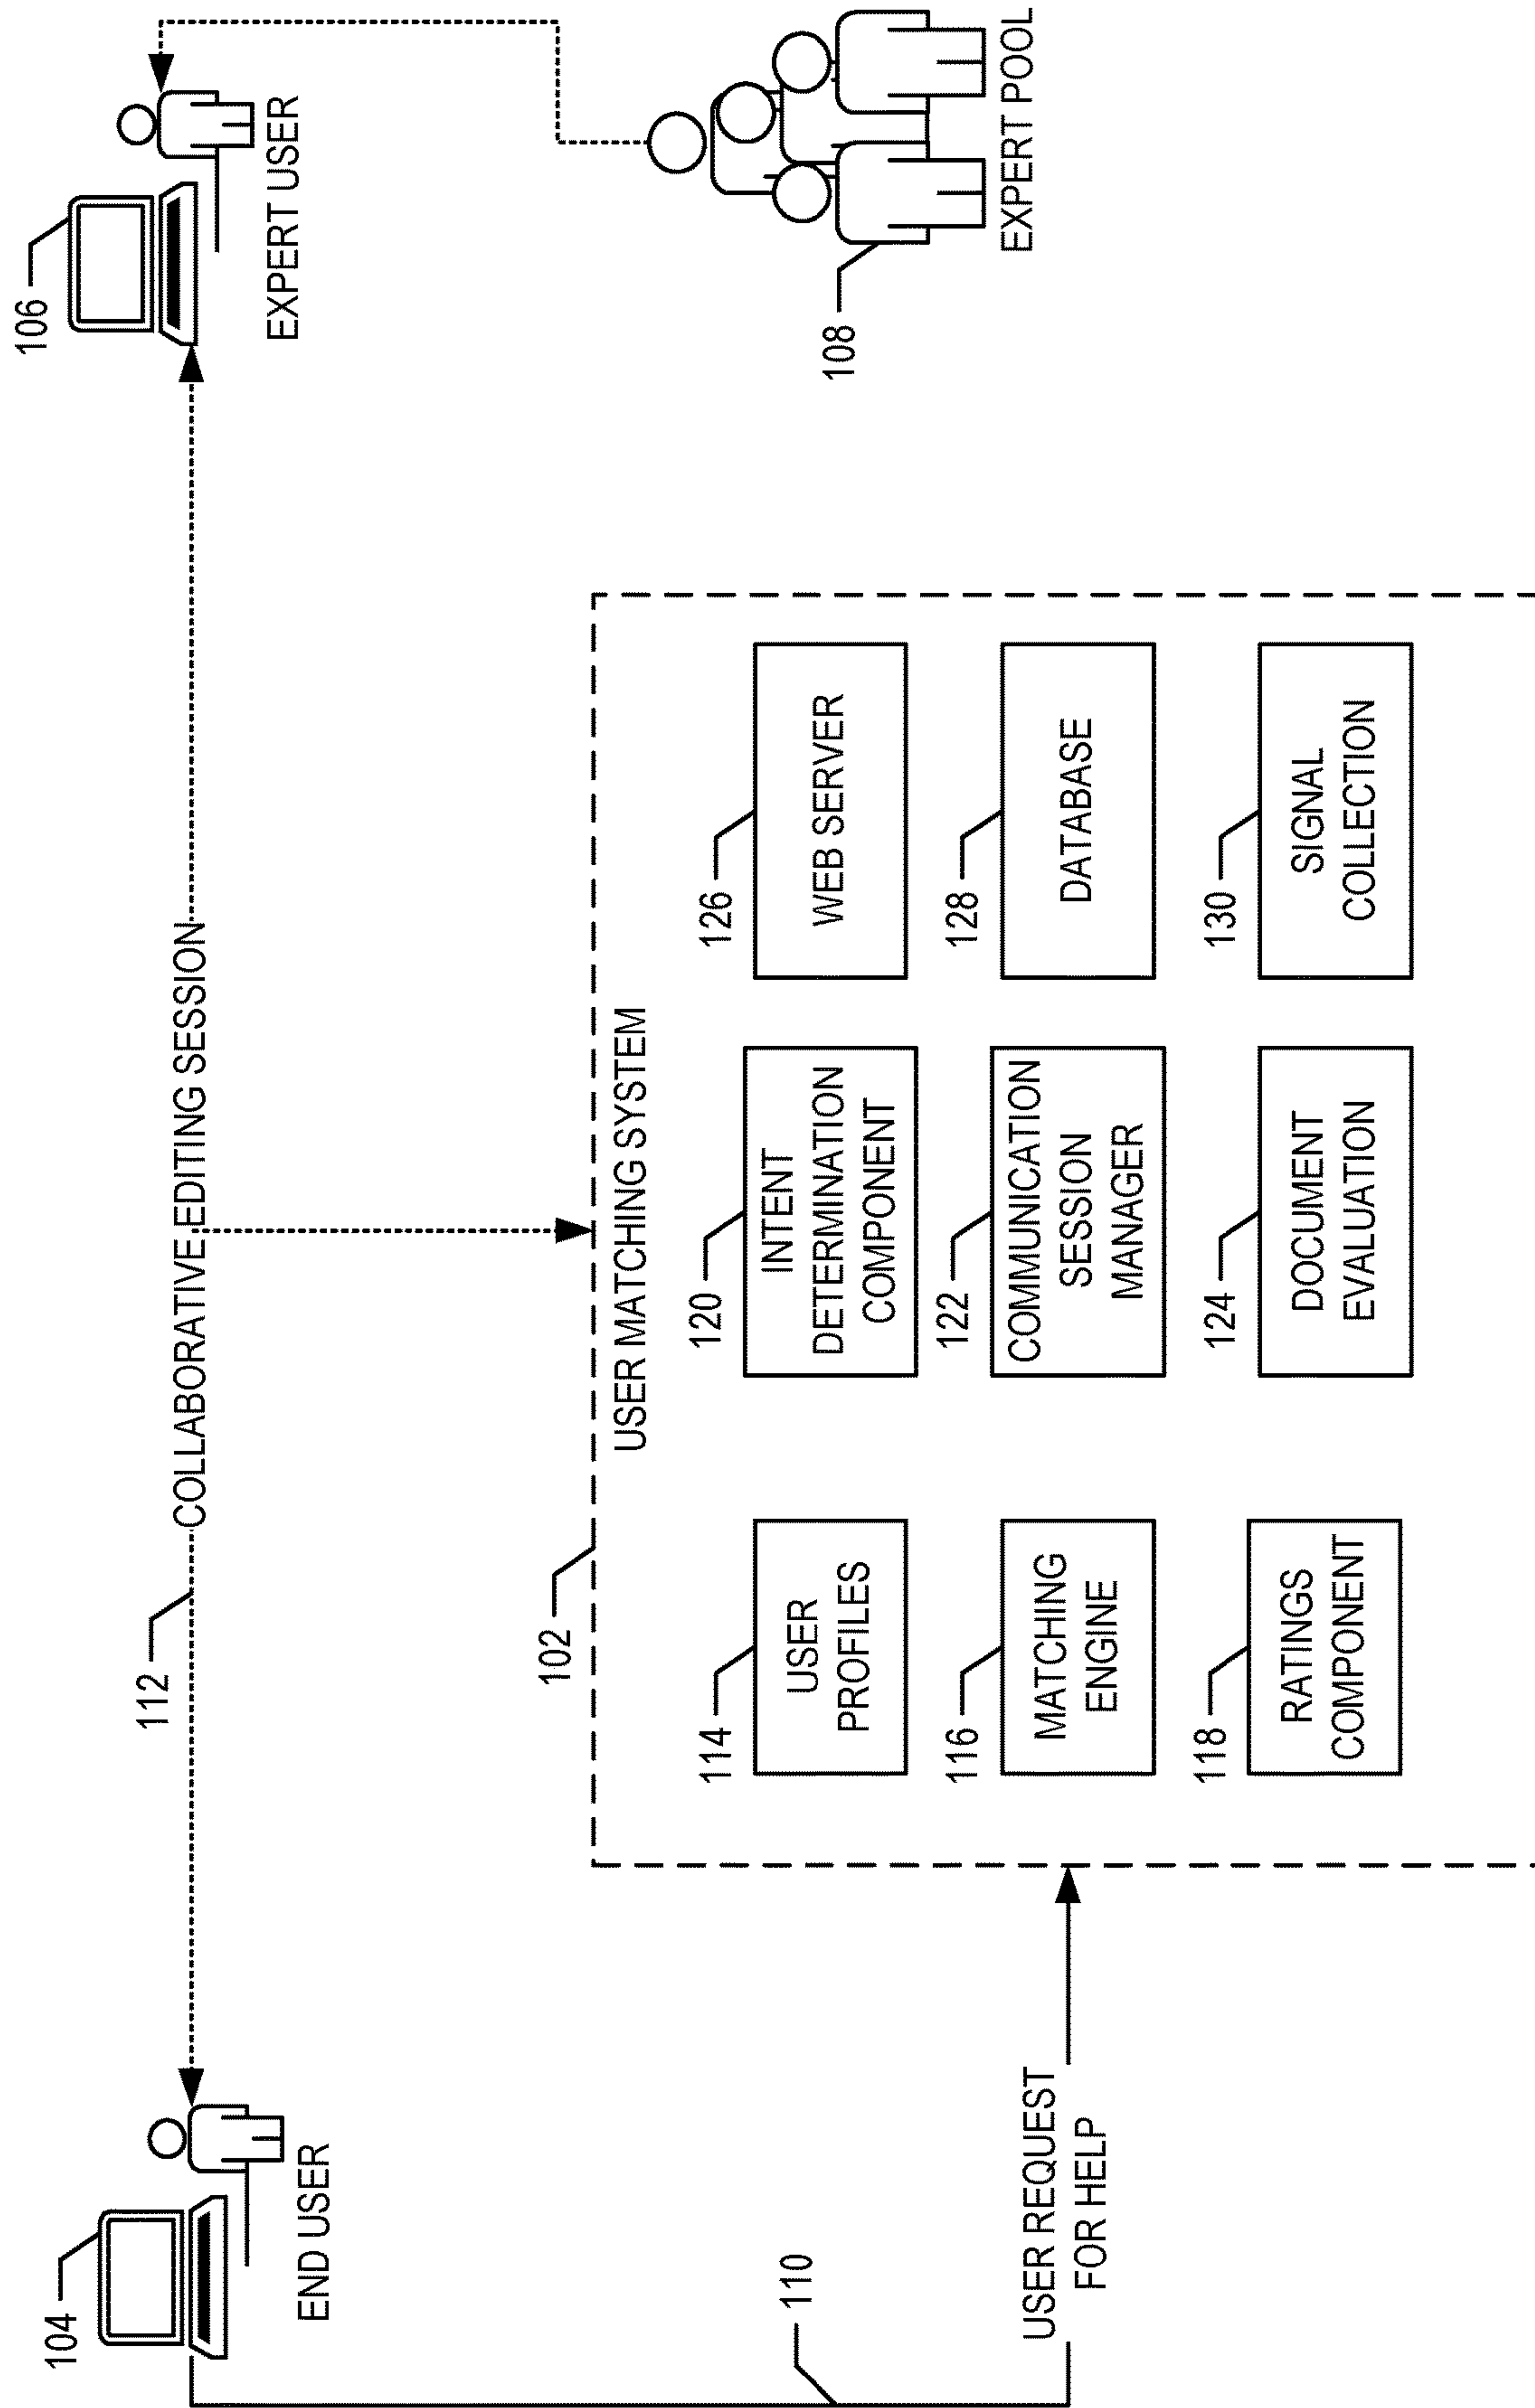 104
END USER
112
COLLABORATIVE EDITING SESSION
106
EXPERT USER
110
USER REQUEST
FOR HELP
102
USER MATCHING SYSTEM
114
USER
PROFILES
120
INTENT
DETERMINATION
COMPONENT
126
WEB SERVER
116
MATCHING
ENGINE
122
COMMUNICATION
SESSION
MANAGER
128
DATABASE
118
RATINGS
COMPONENT
124
DOCUMENT
EVALUATION
130
SIGNAL
COLLECTION
108
EXPERT POOL